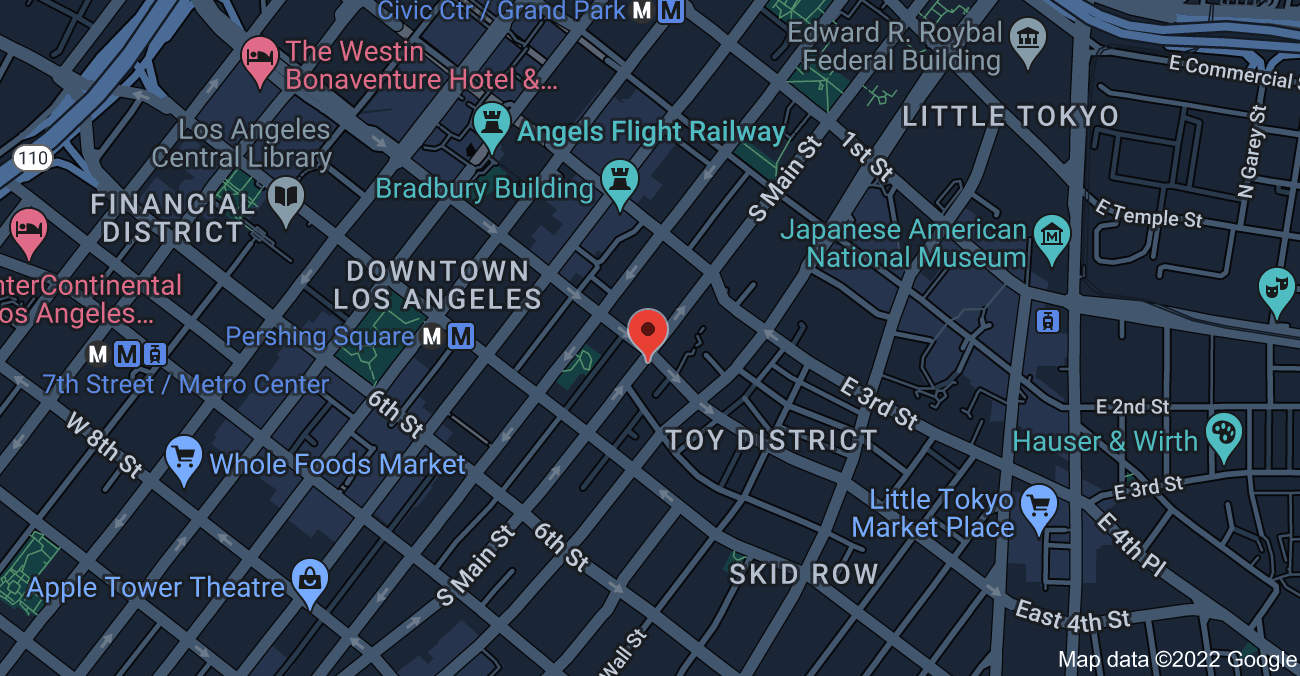 Civic Ctr / Grand Park M M
The Westin
Bonaventure Hotel &...
Edward R. Roybal
Federal Building
E Commercial S
LITTLE TOKYO
N Garey St
Los Angeles
Central Library
Angels Flight Railway
1st St
110
Bradbury Building
S Main St
FINANCIAL
DISTRICT
E Temple St
Japanese American
National Museum
DOWNTOWN
LOS ANGELES
nterContinental
os Angeles...
Pershing Square M M
M M
7th Street / Metro Center
6th St
E 3rd St
E 2nd St
W 8th St
TOY DISTRICT
Hauser & Wirth
Whole Foods Market
E 3rd St
Little Tokyo
Market Place
E 4th Pl
S Main St
6th St
SKID ROW
Apple Tower Theatre
East 4th St
Wall St
Map data ©2022 Google